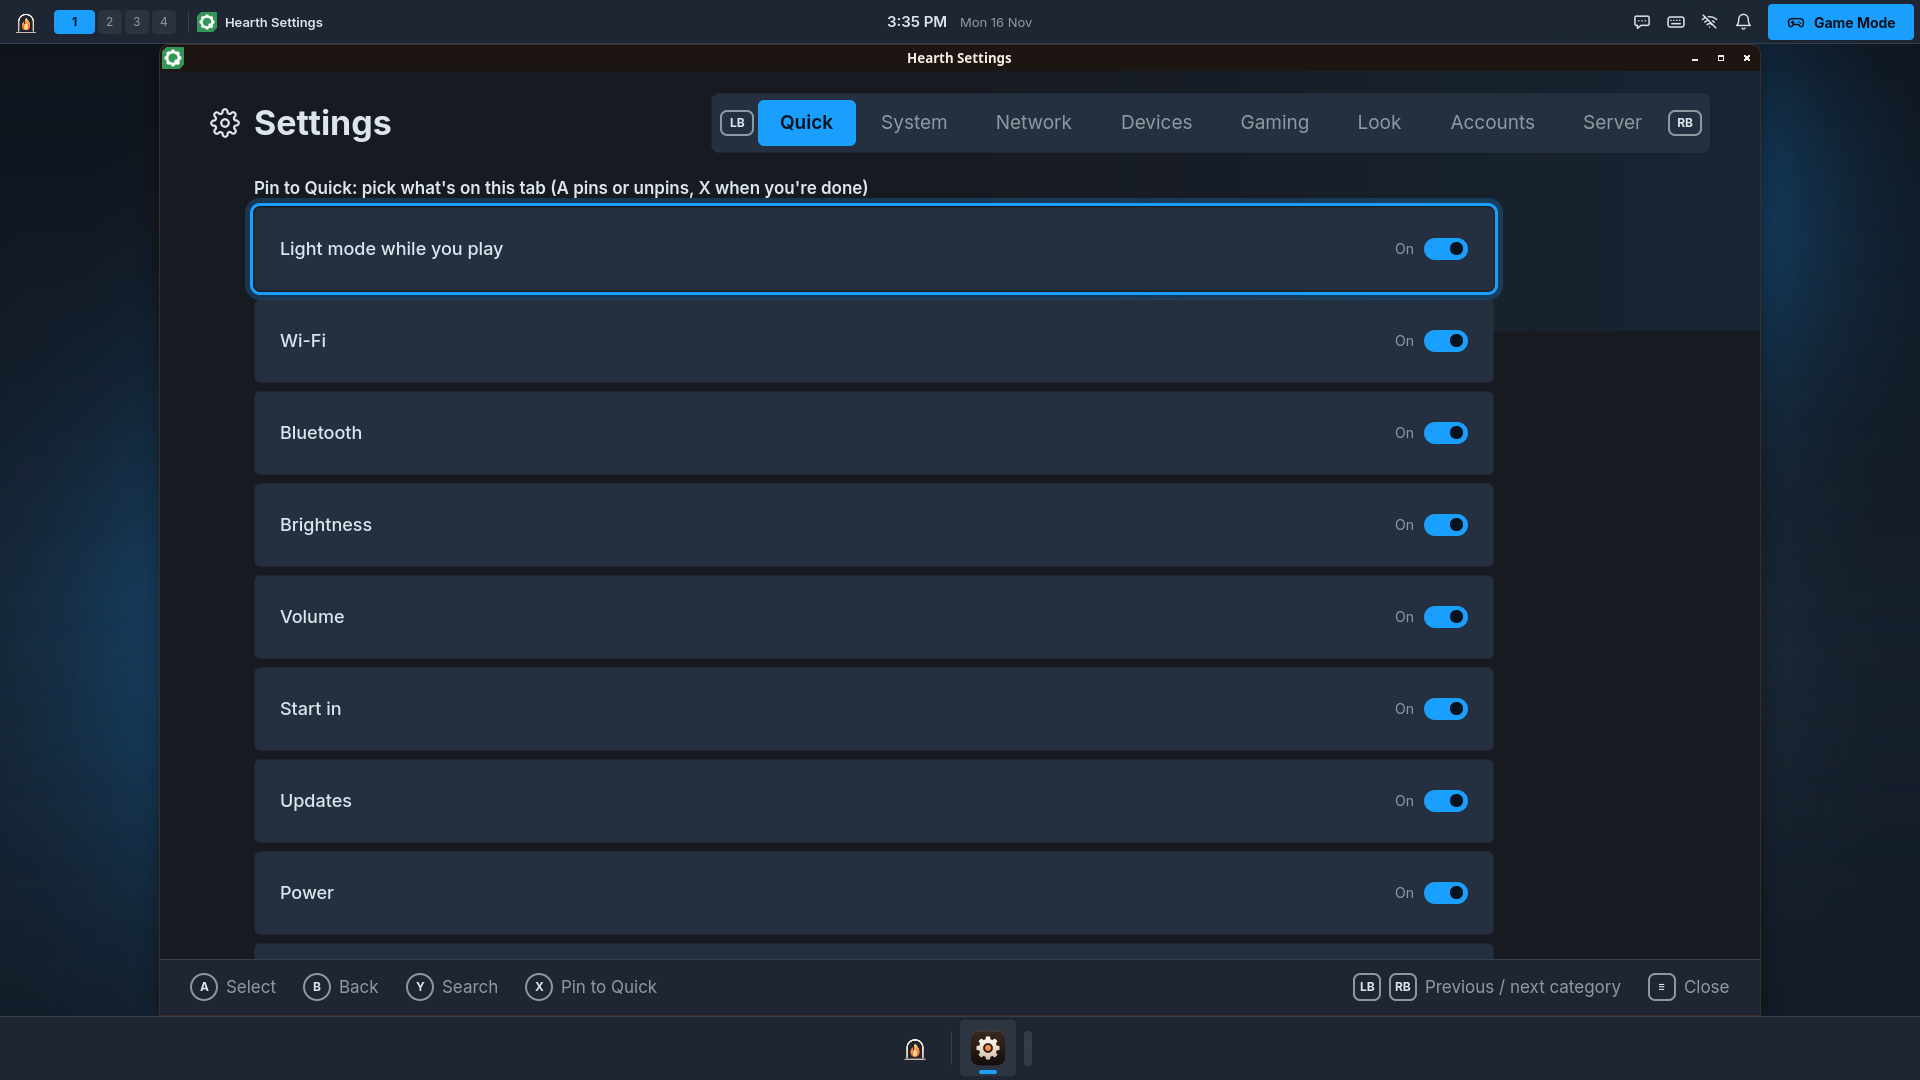 1 2 3 4 Hearth Settings 3:35 PM Mon 16 Nov Game Mode
Hearth Settings
Settings LB Quick System Network Devices Gaming Look Accounts Server RB
Pin to Quick: pick what's on this tab (A pins or unpins, X when you're done)
Light mode while you play On
Wi-Fi On
Bluetooth On
Brightness On
Volume On
Start in On
Updates On
Power On
A Select B Back Y Search X Pin to Quick LB RB Previous / next category ≡ Close